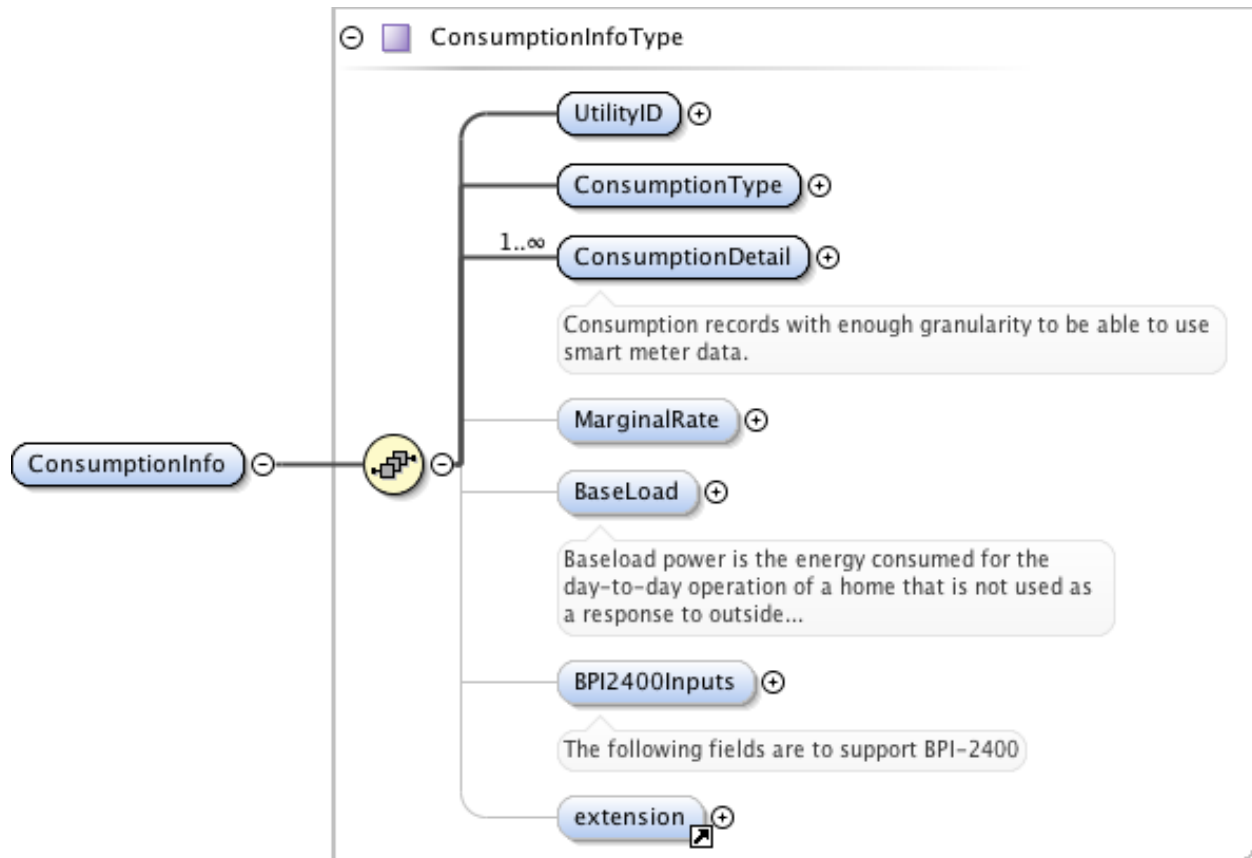 ConsumptionInfoType
UtilityID
ConsumptionType
1..∞
ConsumptionDetail
Consumption records with enough granularity to be able to use
smart meter data.
MarginalRate
ConsumptionInfo
BaseLoad
Baseload power is the energy consumed for the
day-to-day operation of a home that is not used as
a response to outside...
BPI2400Inputs
The following fields are to support BPI-2400
extension